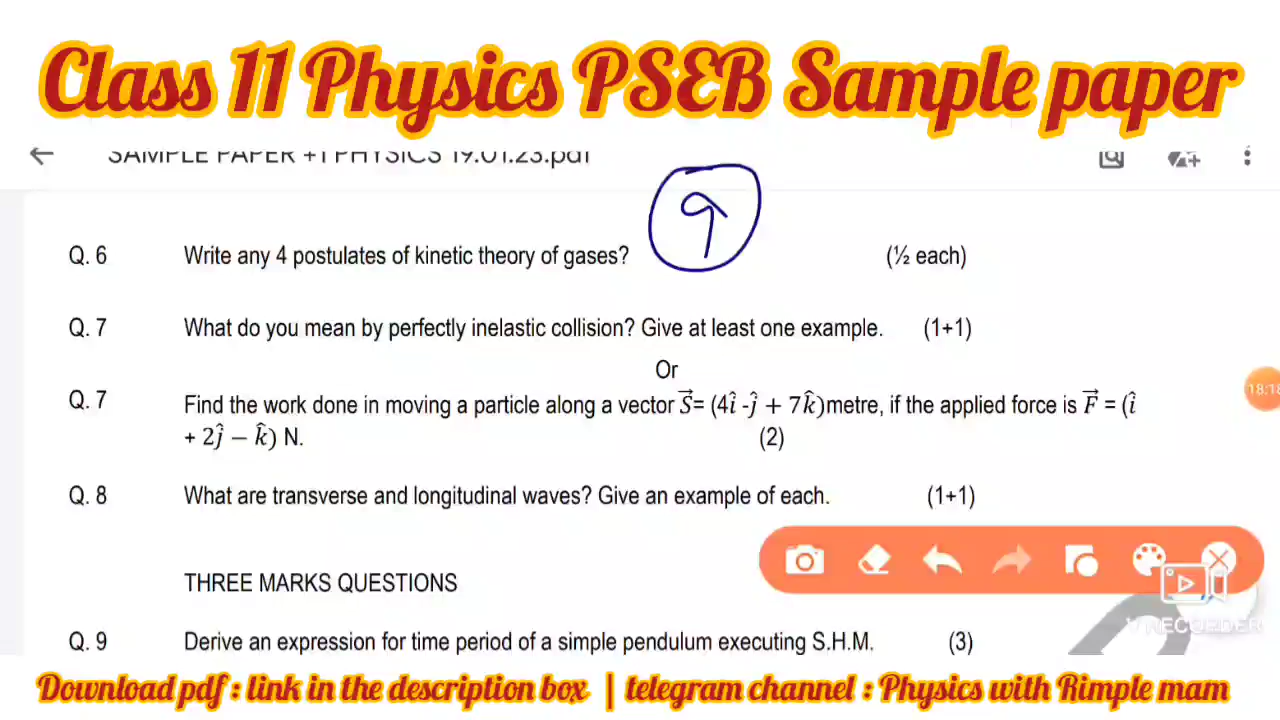 Class 11 Physics PSEB Sample paper
SAMPLE PAPER +1 PHYSICS 19.01.23.pdf
9
Q. 6 Write any 4 postulates of kinetic theory of gases? (½ each)
Q. 7 What do you mean by perfectly inelastic collision? Give at least one example. (1+1)
Or
18:18
Q. 7 Find the work done in moving a particle along a vector S⃗= (4î -ĵ + 7k̂)metre, if the applied force is F⃗ = (î
+ 2ĵ − k̂) N. (2)
Q. 8 What are transverse and longitudinal waves? Give an example of each. (1+1)
THREE MARKS QUESTIONS
V RECORDER
Q. 9 Derive an expression for time period of a simple pendulum executing S.H.M. (3)
Download pdf : link in the description box | telegram channel : Physics with Rimple mam